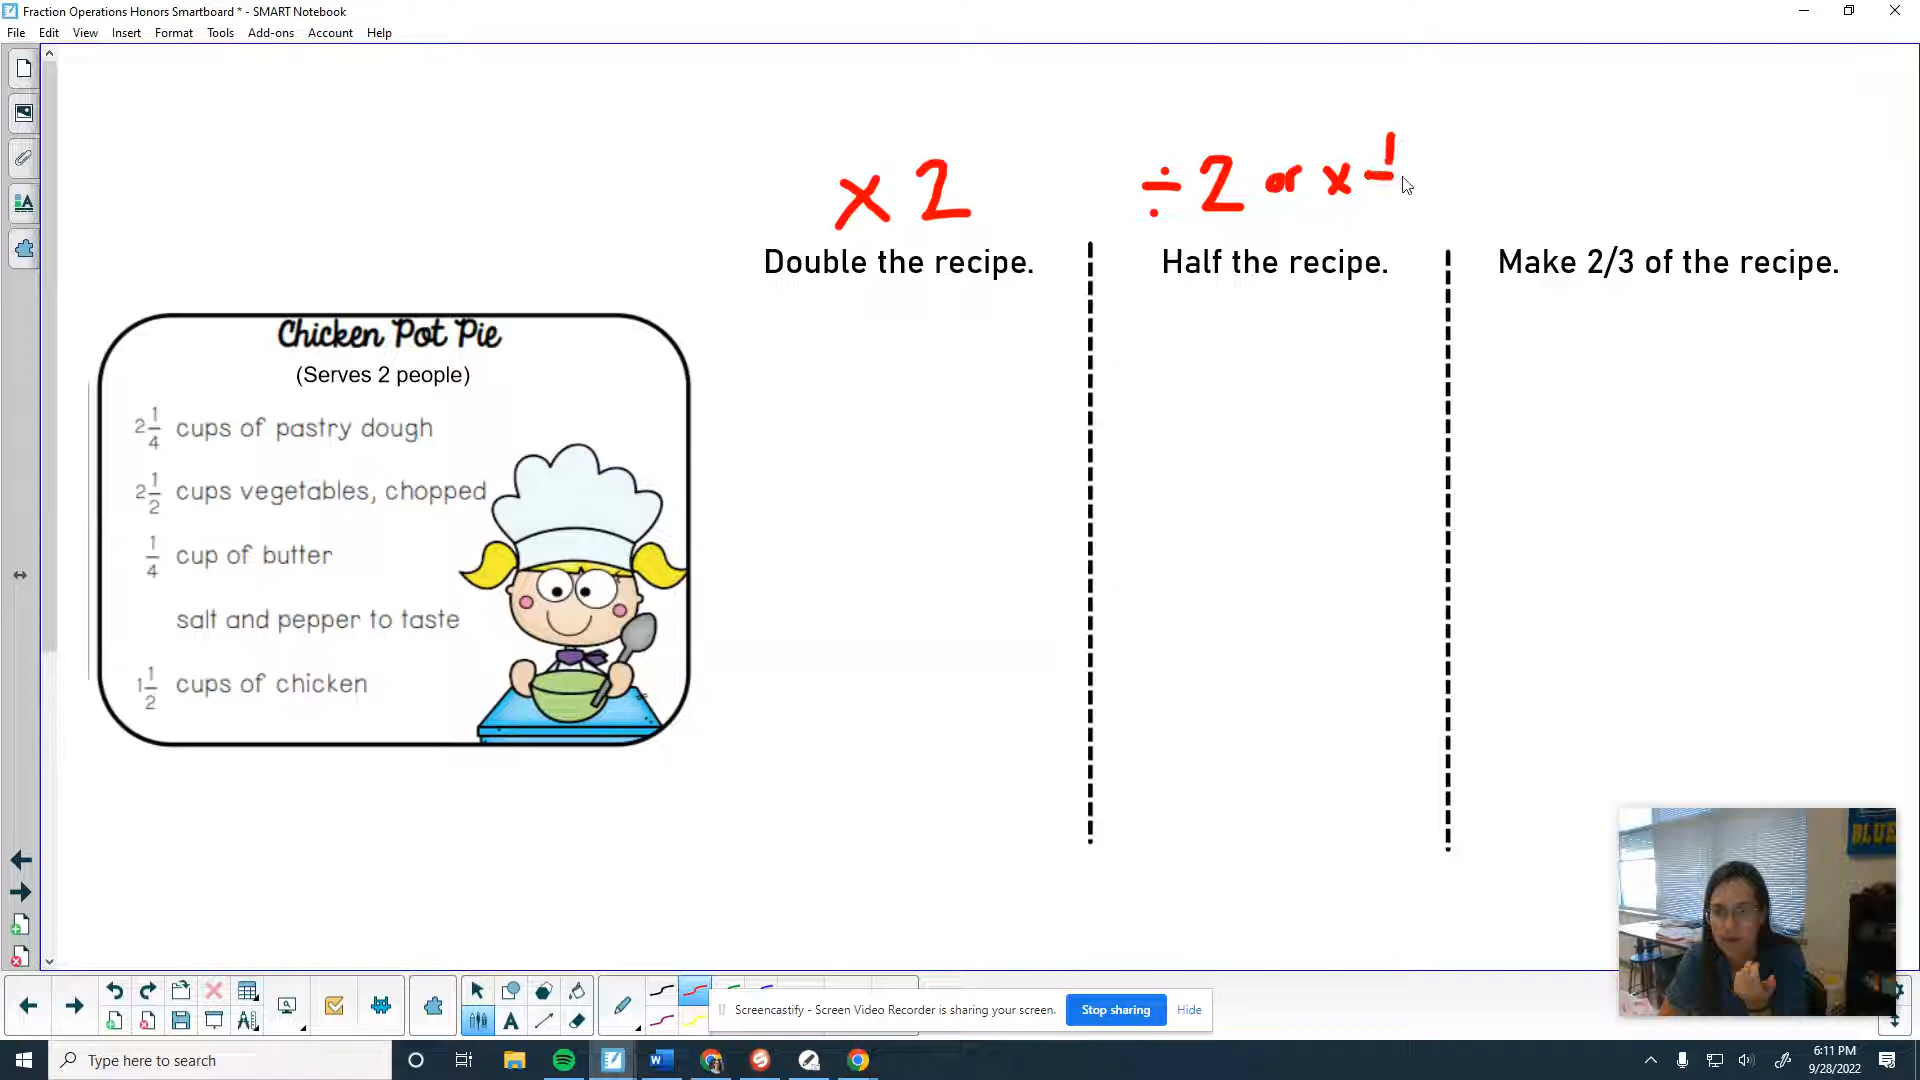 Fraction Operations Honors Smartboard * - SMART Notebook
File Edit View Insert Format Tools Add-ons Account Help
x 2
÷ 2 or x 1
Double the recipe.
Half the recipe.
Make 2/3 of the recipe.
Chicken Pot Pie
(Serves 2 people)
2 1/4 cups of pastry dough
2 1/2 cups vegetables, chopped
1/4 cup of butter
salt and pepper to taste
1 1/2 cups of chicken
BLUE
Screencastify - Screen Video Recorder is sharing your screen.
Stop sharing
Hide
Type here to search
6:11 PM
9/28/2022